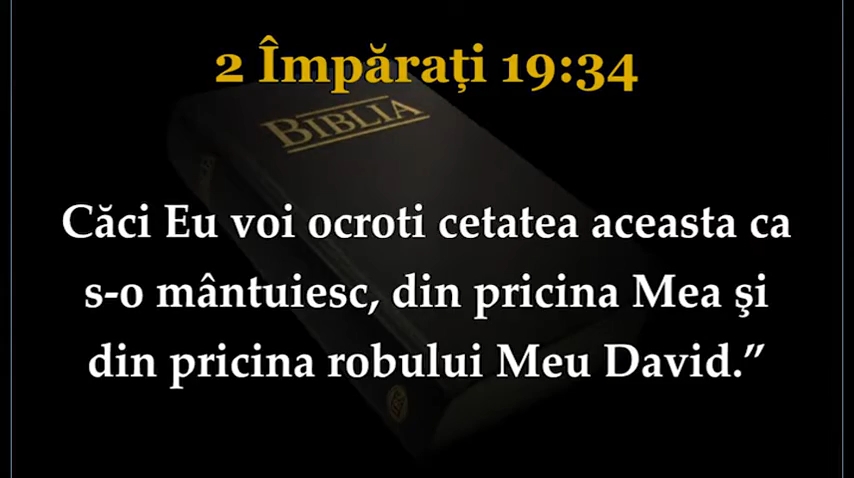 2 Împărați 19:34
BIBLIA
Căci Eu voi ocroti cetatea aceasta ca
s-o mântuiesc, din pricina Mea şi
din pricina robului Meu David.”